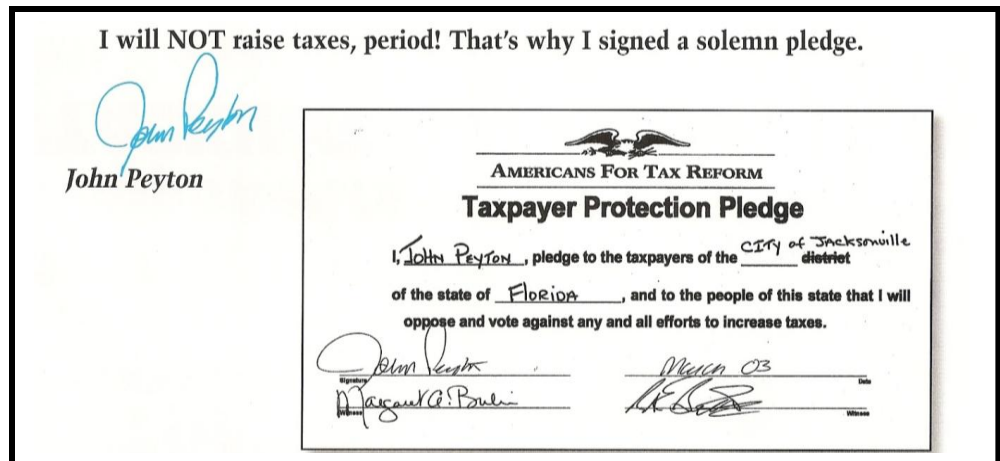 I will NOT raise taxes, period! That's why I signed a solemn pledge.
John Peyton
John Peyton
AMERICANS FOR TAX REFORM
Taxpayer Protection Pledge
I, JOHN PEYTON, pledge to the taxpayers of the CITY of JACKsonville district
of the state of FLORIDA, and to the people of this state that I will
oppose and vote against any and all efforts to increase taxes.
John Peyton March 03
Signature Date
Margaret
Witness Witness